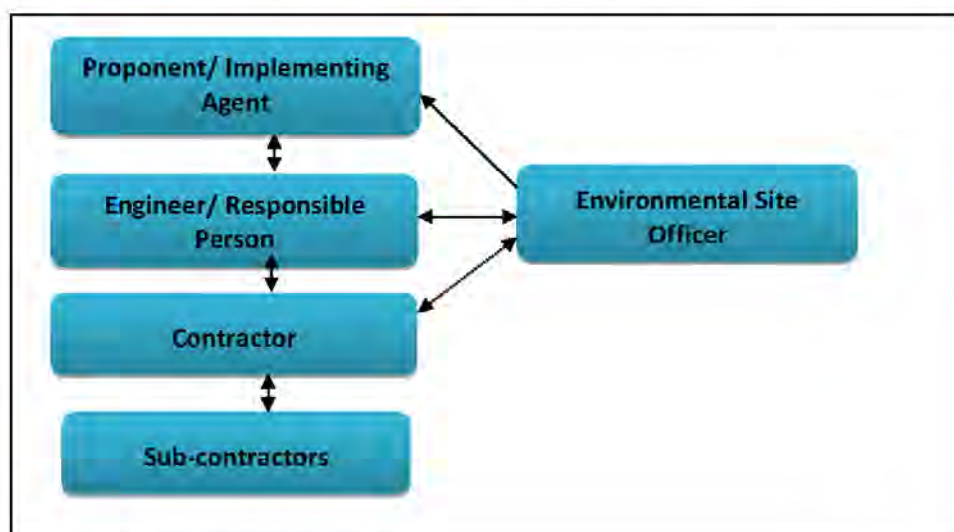 Proponent/ Implementing
Agent
Engineer/ Responsible
Person
Environmental Site
Officer
Contractor
Sub-contractors